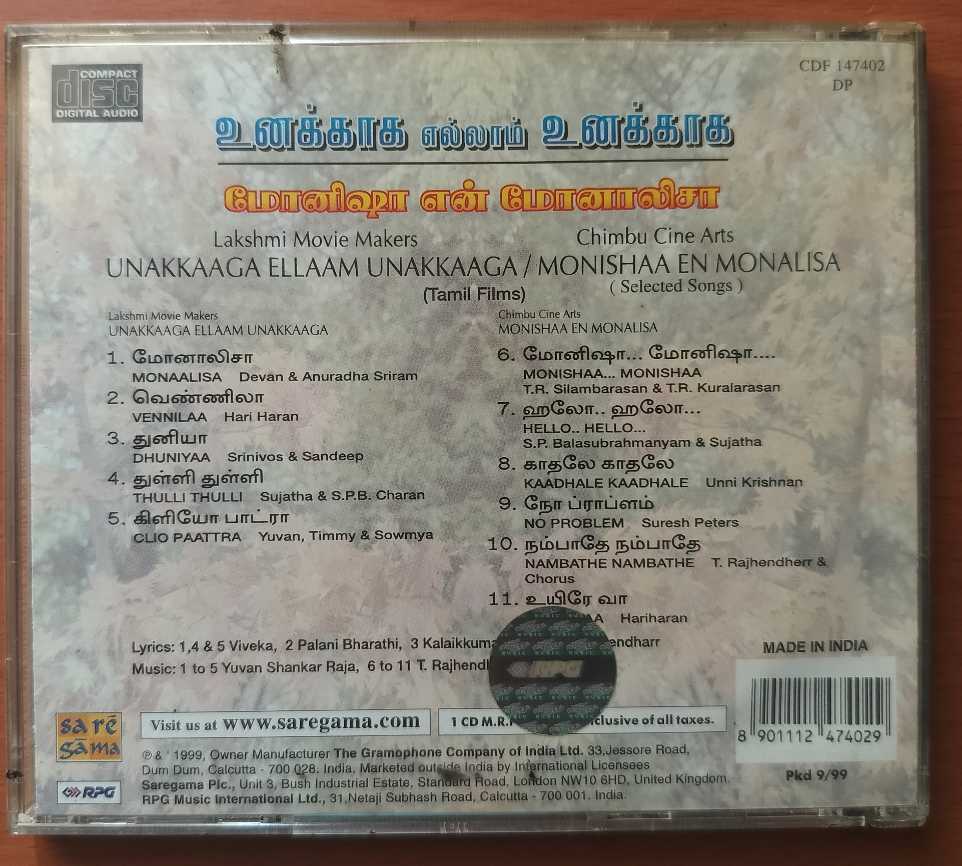 COMPACT
disc
DIGITAL AUDIO
CDF 147402
DP
உனக்காக எல்லாம் உனக்காக
மோனிஷா என் மோனாலிசா
Lakshmi Movie Makers
Chimbu Cine Arts
UNAKKAAGA ELLAAM UNAKKAAGA / MONISHAA EN MONALISA
(Tamil Films)
( Selected Songs )
Lakshmi Movie Makers
UNAKKAAGA ELLAAM UNAKKAAGA
1. மோனாலிசா
MONAALISA Devan & Anuradha Sriram
2. வெண்ணிலா
VENNILAA Hari Haran
3. துனியா
DHUNIYAA Srinivos & Sandeep
4. துள்ளி துள்ளி
THULLI THULLI Sujatha & S.P.B. Charan
5. கிளியோ பாட்ரா
CLIO PAATTRA Yuvan, Timmy & Sowmya
Chimbu Cine Arts
MONISHAA EN MONALISA
6. மோனிஷா... மோனிஷா....
MONISHAA... MONISHAA
T.R. Silambarasan & T.R. Kuralarasan
7. ஹலோ.. ஹலோ...
HELLO.. HELLO...
S.P. Balasubrahmanyam & Sujatha
8. காதலே காதலே
KAADHALE KAADHALE Unni Krishnan
9. நோ ப்ராப்ளம்
NO PROBLEM Suresh Peters
10. நம்பாதே நம்பாதே
NAMBATHE NAMBATHE T. Rajhendherr &
Chorus
11. உயிரே வா
Hariharan
Lyrics: 1,4 & 5 Viveka, 2 Palani Bharathi, 3
Music: 1 to 5 Yuvan Shankar Raja, 6 to 11 T.
RPG
MADE IN INDIA
sa rē
gā ma
Visit us at www.saregama.com
1 CD of all taxes.
8 901112 474029
Pkd 9/99
RPG
℗ & ' 1999, Owner Manufacturer The Gramophone Company of India Ltd. 33,Jessore Road,
Dum Dum, Calcutta - 700 028. India. Marketed outside India by International Licensees
Saregama Plc., Unit 3, Bush Industrial Estate, Standard Road, London NW10 6HD, United Kingdom.
RPG Music International Ltd., 31,Netaji Subhash Road, Calcutta - 700 001. India.